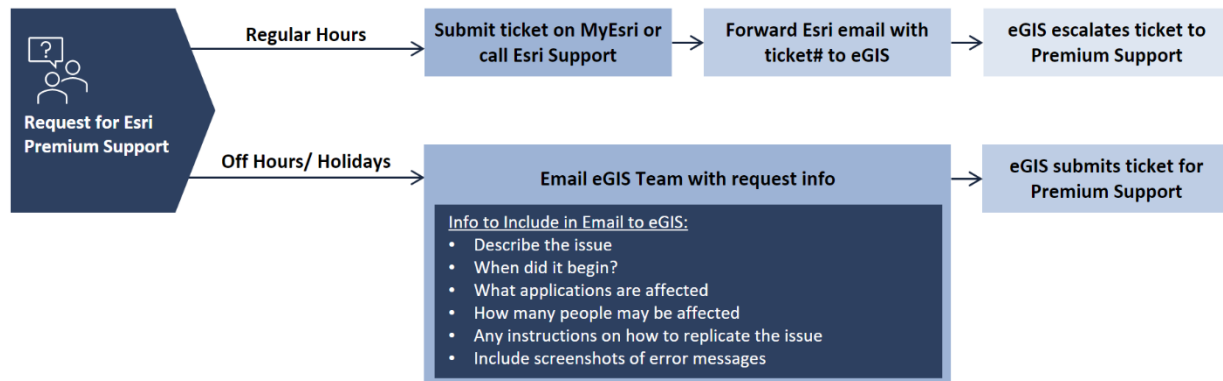 Request for Esri
Premium Support
Regular Hours
Submit ticket on MyEsri or
call Esri Support
Forward Esri email with
ticket# to eGIS
eGIS escalates ticket to
Premium Support
Off Hours/ Holidays
Email eGIS Team with request info
Info to Include in Email to eGIS:
• Describe the issue
• When did it begin?
• What applications are affected
• How many people may be affected
• Any instructions on how to replicate the issue
• Include screenshots of error messages
eGIS submits ticket for
Premium Support